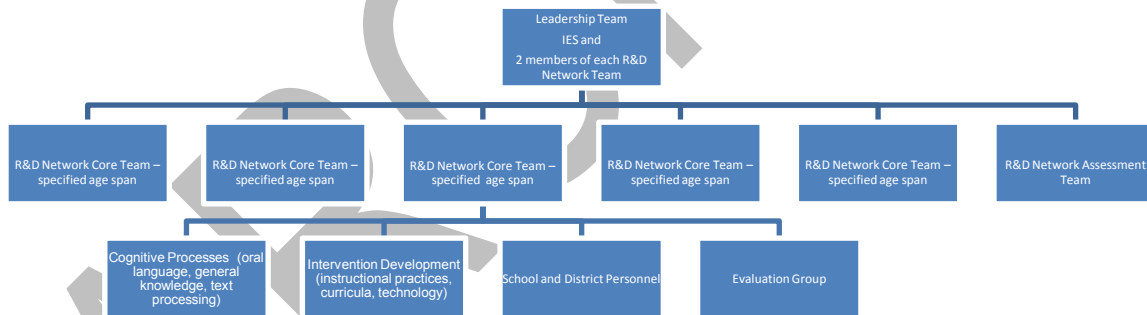 Leadership Team
IES and
2 members of each R&D
Network Team
R&D Network Core Team –
specified age span
R&D Network Core Team –
specified age span
R&D Network Core Team –
specified age span
R&D Network Core Team –
specified age span
R&D Network Core Team –
specified age span
R&D Network Assessment
Team
Cognitive Processes (oral
language, general
knowledge, text
processing)
Intervention Development
(instructional practices,
curricula, technology)
School and District Personnel
Evaluation Group